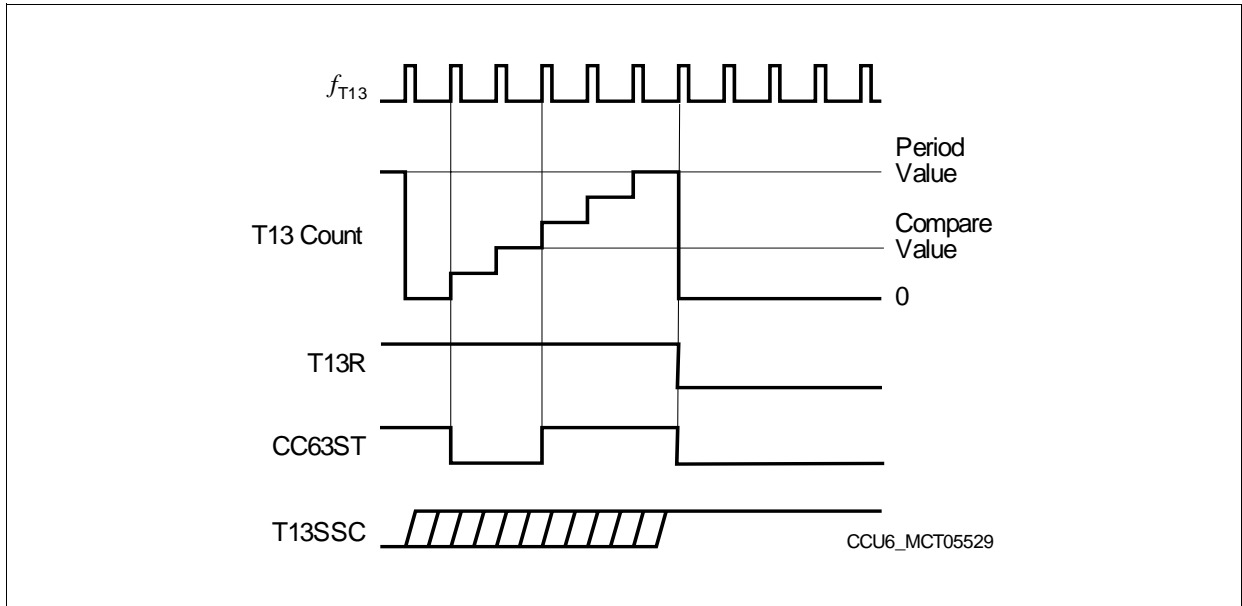 fT13
Period
Value
T13 Count
Compare
Value
0
T13R
CC63ST
T13SSC
CCU6_MCT05529